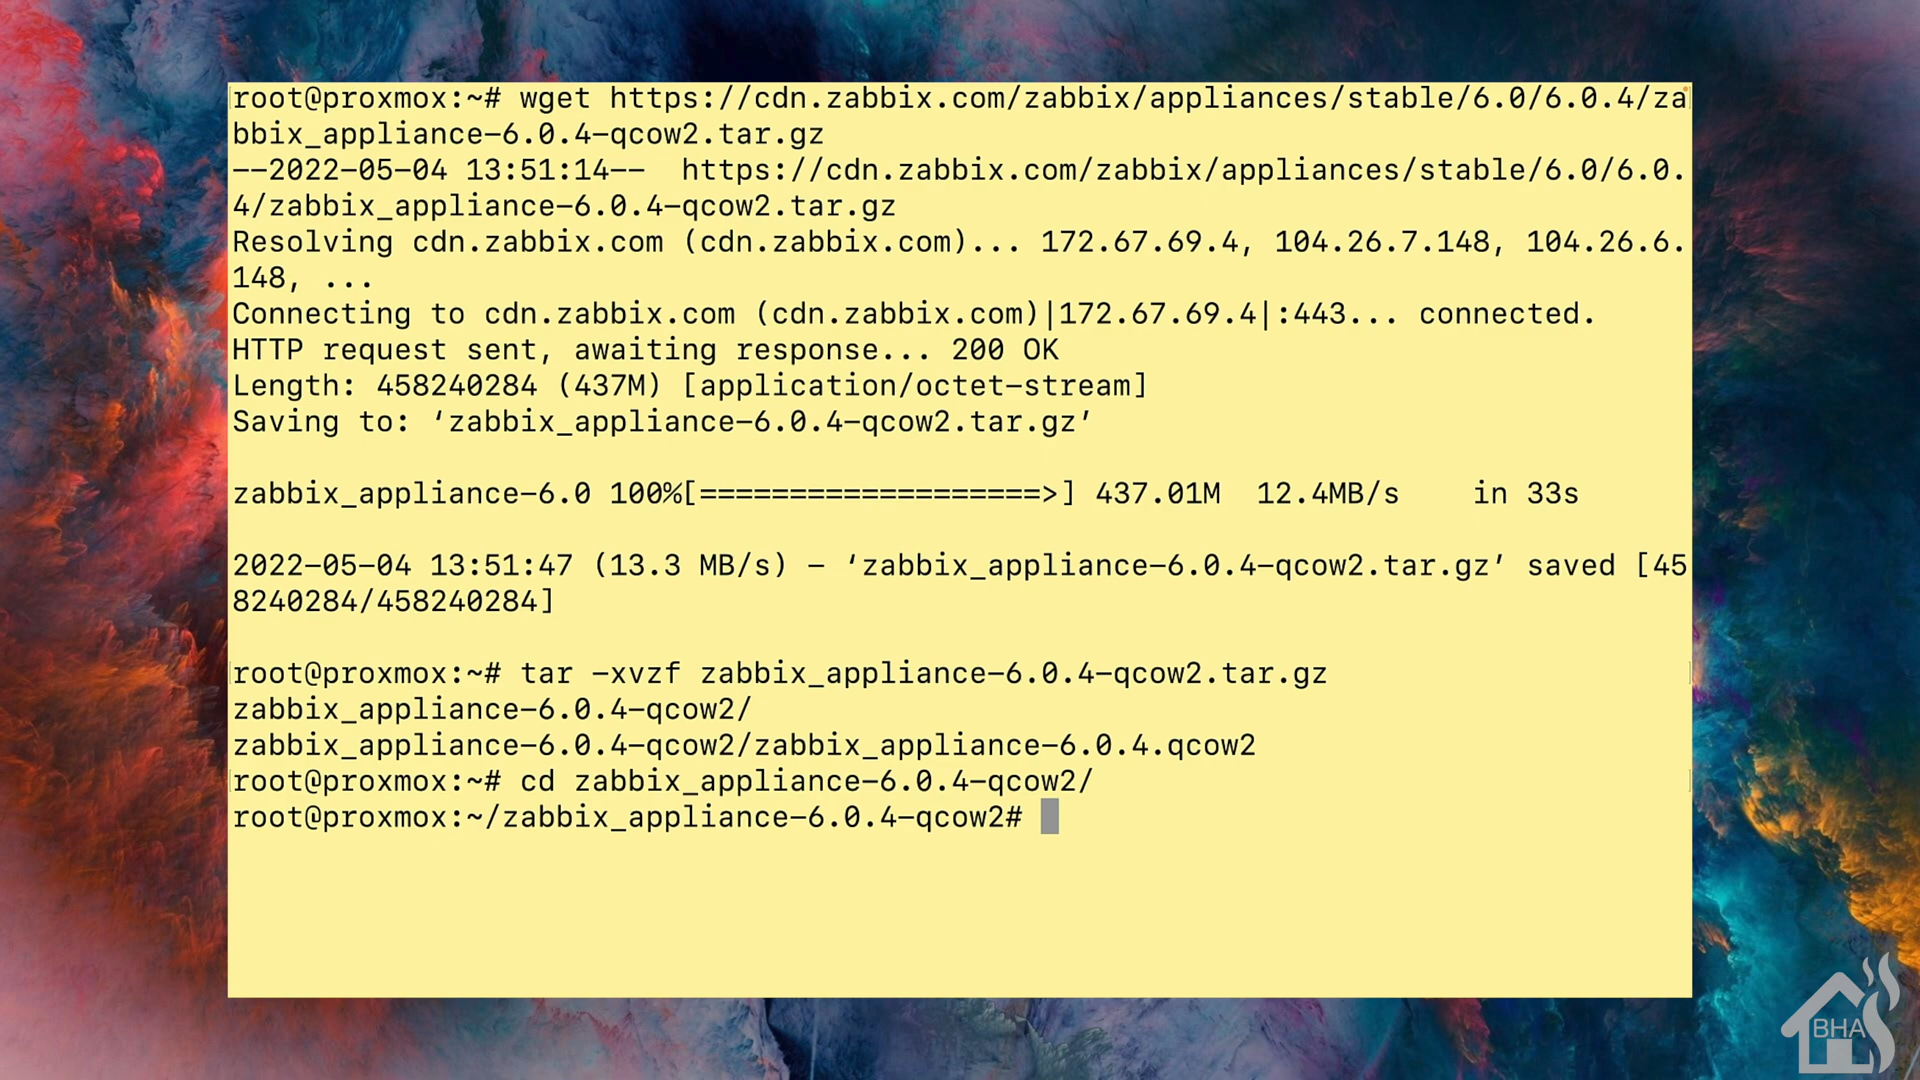 root@proxmox:~# wget https://cdn.zabbix.com/zabbix/appliances/stable/6.0/6.0.4/za
bbix_appliance-6.0.4-qcow2.tar.gz
--2022-05-04 13:51:14--  https://cdn.zabbix.com/zabbix/appliances/stable/6.0/6.0.
4/zabbix_appliance-6.0.4-qcow2.tar.gz
Resolving cdn.zabbix.com (cdn.zabbix.com)... 172.67.69.4, 104.26.7.148, 104.26.6.
148, ...
Connecting to cdn.zabbix.com (cdn.zabbix.com)|172.67.69.4|:443... connected.
HTTP request sent, awaiting response... 200 OK
Length: 458240284 (437M) [application/octet-stream]
Saving to: ‘zabbix_appliance-6.0.4-qcow2.tar.gz’
zabbix_appliance-6.0 100%[===================>] 437.01M  12.4MB/s    in 33s
2022-05-04 13:51:47 (13.3 MB/s) - ‘zabbix_appliance-6.0.4-qcow2.tar.gz’ saved [45
8240284/458240284]
root@proxmox:~# tar -xvzf zabbix_appliance-6.0.4-qcow2.tar.gz
zabbix_appliance-6.0.4-qcow2/
zabbix_appliance-6.0.4-qcow2/zabbix_appliance-6.0.4.qcow2
root@proxmox:~# cd zabbix_appliance-6.0.4-qcow2/
root@proxmox:~/zabbix_appliance-6.0.4-qcow2#
BHA